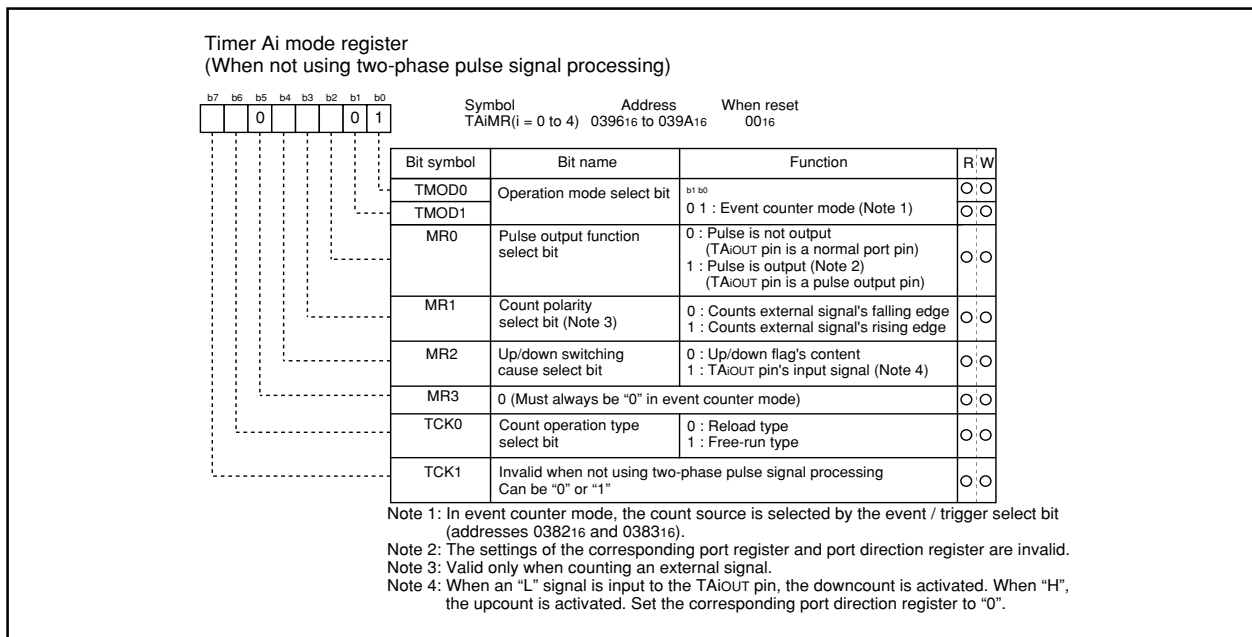 Timer Ai mode register
(When not using two-phase pulse signal processing)
b7 b6 b5 b4 b3 b2 b1 b0
0 0 1
Symbol Address When reset
TAiMR(i = 0 to 4) 039616 to 039A16 0016
Bit symbol Bit name Function R W
TMOD0 Operation mode select bit b1 b0
TMOD1 0 1 : Event counter mode (Note 1)
MR0 Pulse output function 0 : Pulse is not output
select bit (TAiOUT pin is a normal port pin)
1 : Pulse is output (Note 2)
(TAiOUT pin is a pulse output pin)
MR1 Count polarity 0 : Counts external signal's falling edge
select bit (Note 3) 1 : Counts external signal's rising edge
MR2 Up/down switching 0 : Up/down flag's content
cause select bit 1 : TAiOUT pin's input signal (Note 4)
MR3 0 (Must always be “0” in event counter mode)
TCK0 Count operation type 0 : Reload type
select bit 1 : Free-run type
TCK1 Invalid when not using two-phase pulse signal processing
Can be “0” or “1”
Note 1: In event counter mode, the count source is selected by the event / trigger select bit
(addresses 038216 and 038316).
Note 2: The settings of the corresponding port register and port direction register are invalid.
Note 3: Valid only when counting an external signal.
Note 4: When an “L” signal is input to the TAiOUT pin, the downcount is activated. When “H”,
the upcount is activated. Set the corresponding port direction register to “0”.